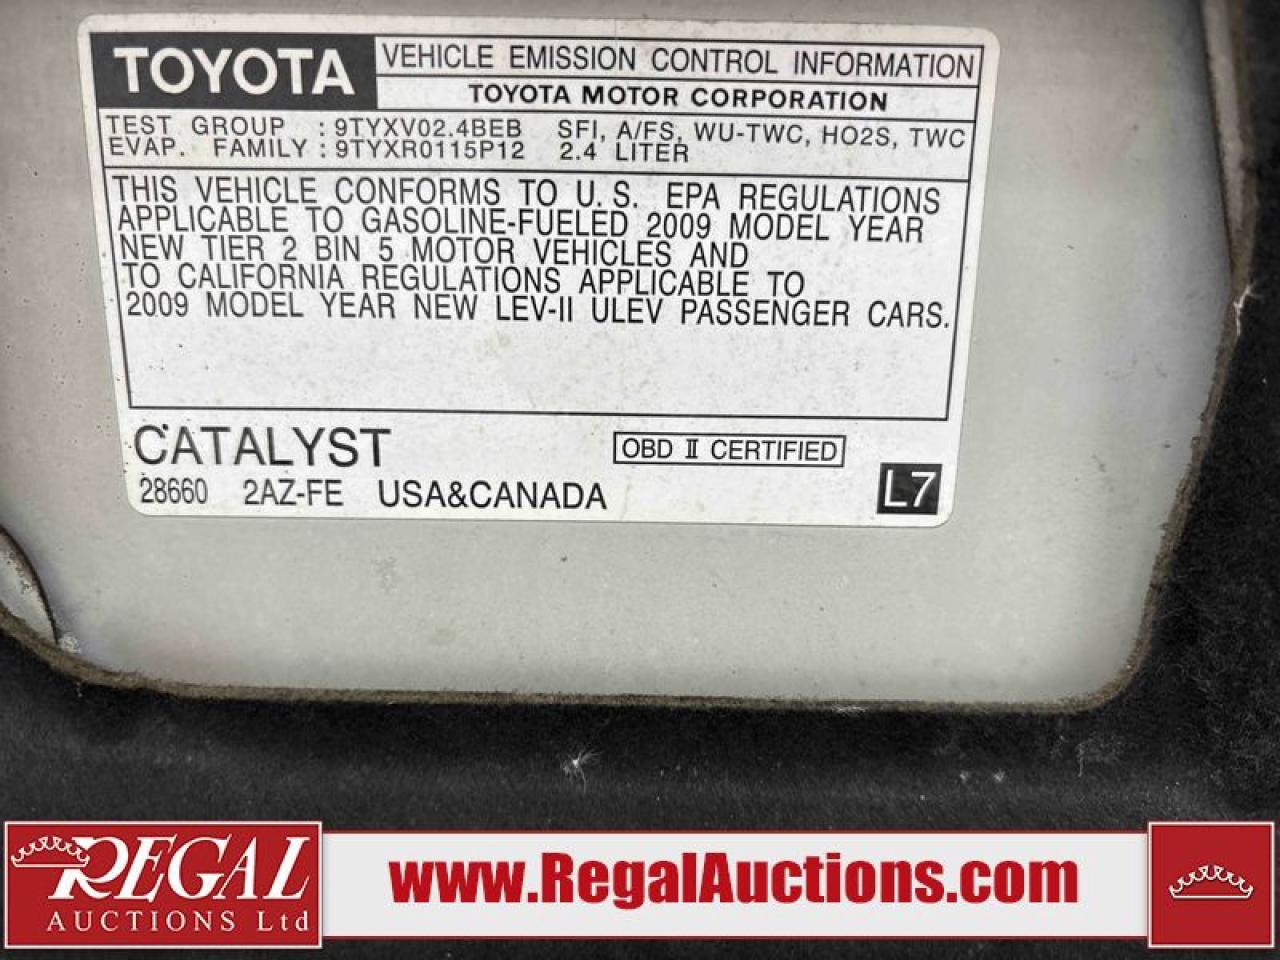 TOYOTA
VEHICLE EMISSION CONTROL INFORMATION
TOYOTA MOTOR CORPORATION
TEST GROUP : 9TYXV02.4BEB SFI, A/FS, WU-TWC, HO2S, TWC
EVAP. FAMILY : 9TYXR0115P12 2.4 LITER
THIS VEHICLE CONFORMS TO U.S. EPA REGULATIONS
APPLICABLE TO GASOLINE-FUELED 2009 MODEL YEAR
NEW TIER 2 BIN 5 MOTOR VEHICLES AND
TO CALIFORNIA REGULATIONS APPLICABLE TO
2009 MODEL YEAR NEW LEV-II ULEV PASSENGER CARS.
CATALYST
OBD II CERTIFIED
28660 2AZ-FE USA&CANADA
L7
REGAL
AUCTIONS Ltd
www.RegalAuctions.com